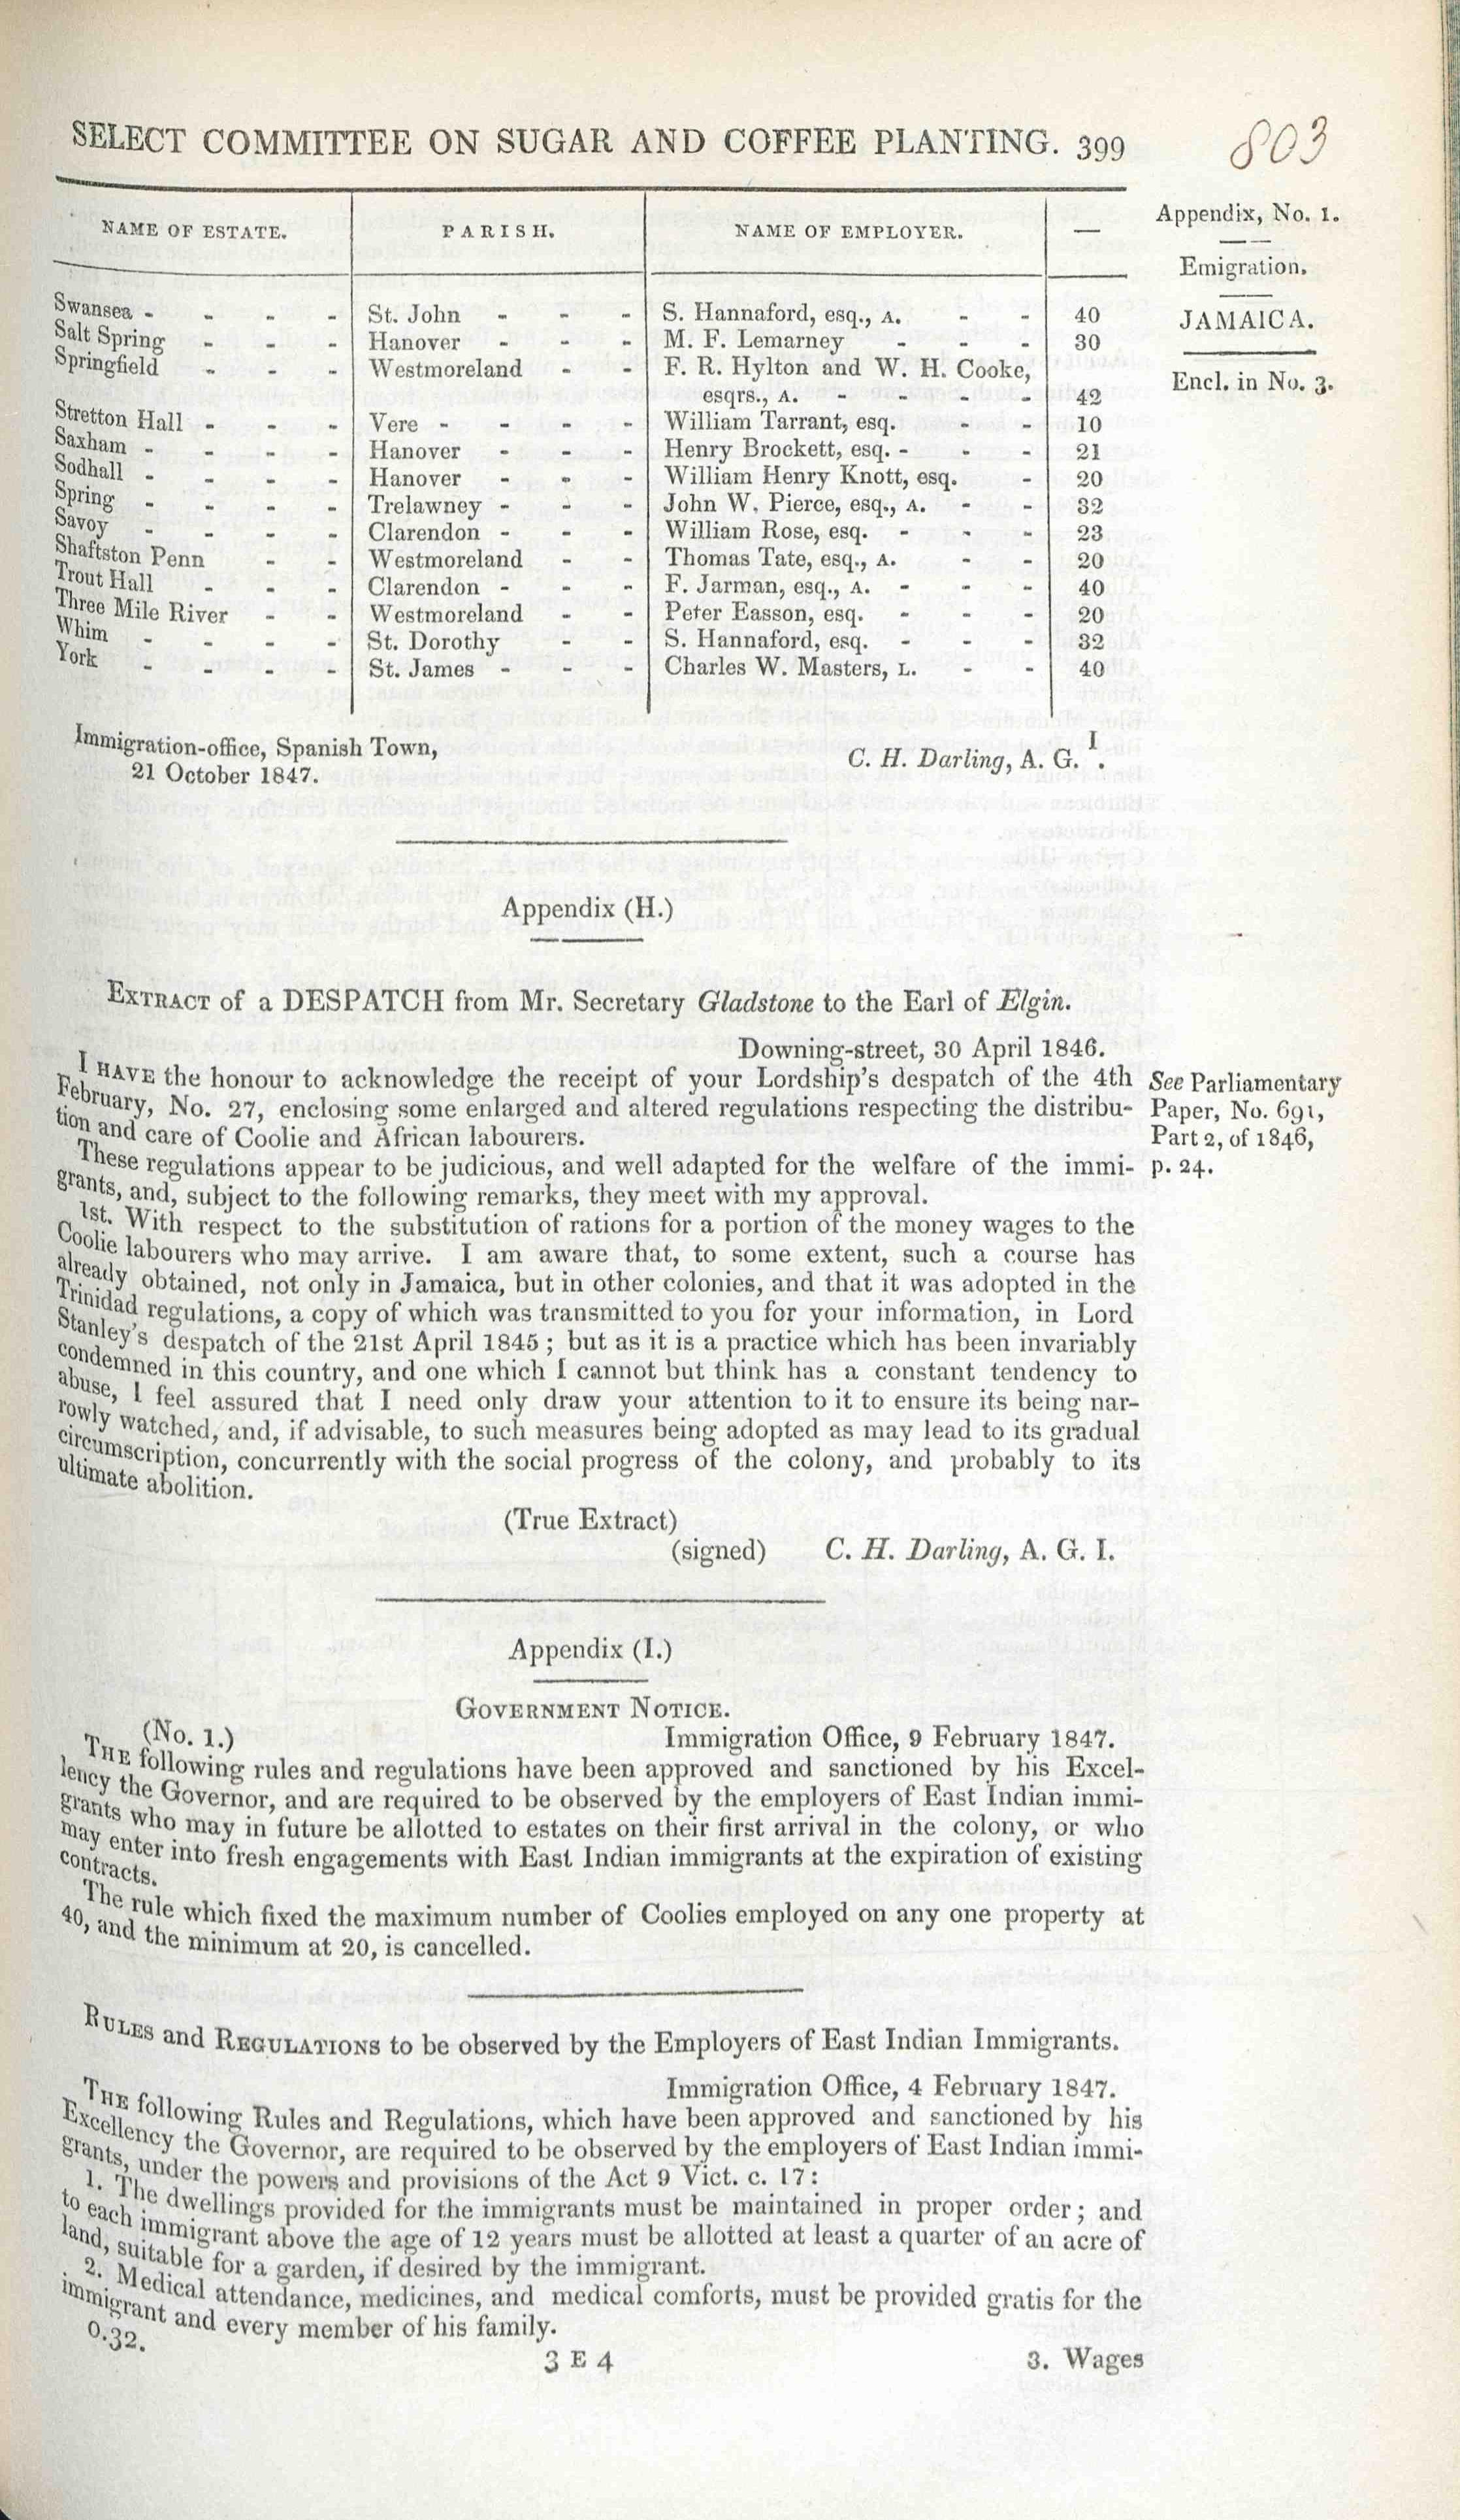 SELECT COMMITTEE ON SUGAR AND COFFEE PLANTING. 399
803
Appendix, No. 1.
Emigration.
JAMAICA.
Encl. in No. 3.
NAME OF ESTATE. PARISH. NAME OF EMPLOYER. —
Swansea - - - - St. John - - - S. Hannaford, esq., A. - - 40
Salt Spring - - - Hanover - - - M. F. Lemarney - - - 30
Springfield - - - Westmoreland - - F. R. Hylton and W. H. Cooke,
esqrs., A. - - - - 42
Stretton Hall - - - Vere - - - - William Tarrant, esq. - - 10
Saxham - - - - Hanover - - - Henry Brockett, esq. - - - 21
Sodhall - - - - Hanover - - - William Henry Knott, esq. - 20
Spring - - - - Trelawney - - - John W. Pierce, esq., A. - - 32
Savoy - - - - Clarendon - - - William Rose, esq. - - - 23
Shaftston Penn - - Westmoreland - - Thomas Tate, esq., A. - - 20
Trout Hall - - - Clarendon - - - F. Jarman, esq., A. - - - 40
Three Mile River - - Westmoreland - - Peter Easson, esq. - - - 20
Whim - - - - St. Dorothy - - S. Hannaford, esq. - - - 32
York - - - - St. James - - - Charles W. Masters, L. - - 40
Immigration-office, Spanish Town,
21 October 1847.
C. H. Darling, A. G. I.
Appendix (H.)
EXTRACT of a DESPATCH from Mr. Secretary Gladstone to the Earl of Elgin.
Downing-street, 30 April 1846.
I HAVE the honour to acknowledge the receipt of your Lordship's despatch of the 4th
February, No. 27, enclosing some enlarged and altered regulations respecting the distribu-
tion and care of Coolie and African labourers.
See Parliamentary
Paper, No. 691,
Part 2, of 1846,
p. 24.
These regulations appear to be judicious, and well adapted for the welfare of the immi-
grants, and, subject to the following remarks, they meet with my approval.
1st. With respect to the substitution of rations for a portion of the money wages to the
Coolie labourers who may arrive. I am aware that, to some extent, such a course has
already obtained, not only in Jamaica, but in other colonies, and that it was adopted in the
Trinidad regulations, a copy of which was transmitted to you for your information, in Lord
Stanley's despatch of the 21st April 1845; but as it is a practice which has been invariably
condemned in this country, and one which I cannot but think has a constant tendency to
abuse, I feel assured that I need only draw your attention to it to ensure its being nar-
rowly watched, and, if advisable, to such measures being adopted as may lead to its gradual
circumscription, concurrently with the social progress of the colony, and probably to its
ultimate abolition.
(True Extract)
(signed) C. H. Darling, A. G. I.
Appendix (I.)
GOVERNMENT NOTICE.
(No. 1.)
Immigration Office, 9 February 1847.
THE following rules and regulations have been approved and sanctioned by his Excel-
lency the Governor, and are required to be observed by the employers of East Indian immi-
grants who may in future be allotted to estates on their first arrival in the colony, or who
may enter into fresh engagements with East Indian immigrants at the expiration of existing
contracts.
The rule which fixed the maximum number of Coolies employed on any one property at
40, and the minimum at 20, is cancelled.
RULES and REGULATIONS to be observed by the Employers of East Indian Immigrants.
Immigration Office, 4 February 1847.
THE following Rules and Regulations, which have been approved and sanctioned by his
Excellency the Governor, are required to be observed by the employers of East Indian immi-
grants, under the powers and provisions of the Act 9 Vict. c. 17:
1. The dwellings provided for the immigrants must be maintained in proper order; and
to each immigrant above the age of 12 years must be allotted at least a quarter of an acre of
land, suitable for a garden, if desired by the immigrant.
2. Medical attendance, medicines, and medical comforts, must be provided gratis for the
immigrant and every member of his family.
0.32.
3 E 4
3. Wages